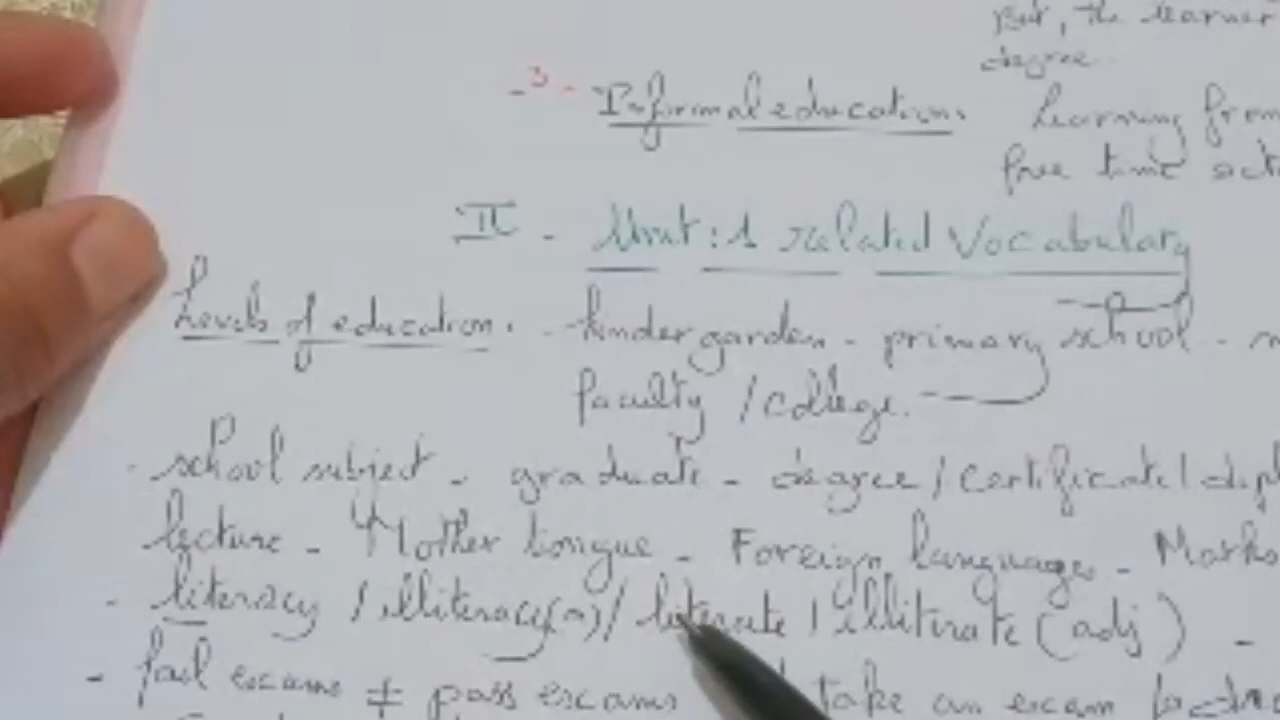 But, the learner
degree.
-3- Informal education. learning from
free time act
II - Unit : 1 related Vocabulary
Levels of education. - kindergarden - primary school -
faculty / college.
- school subject - graduate - degree / certificate / dipl
lecture - Mother tongue - Foreign languages - Marks
- literacy / illiteracy (n) / literate / illiterate (adj) -
- fail exams ≠ pass exams take an exam